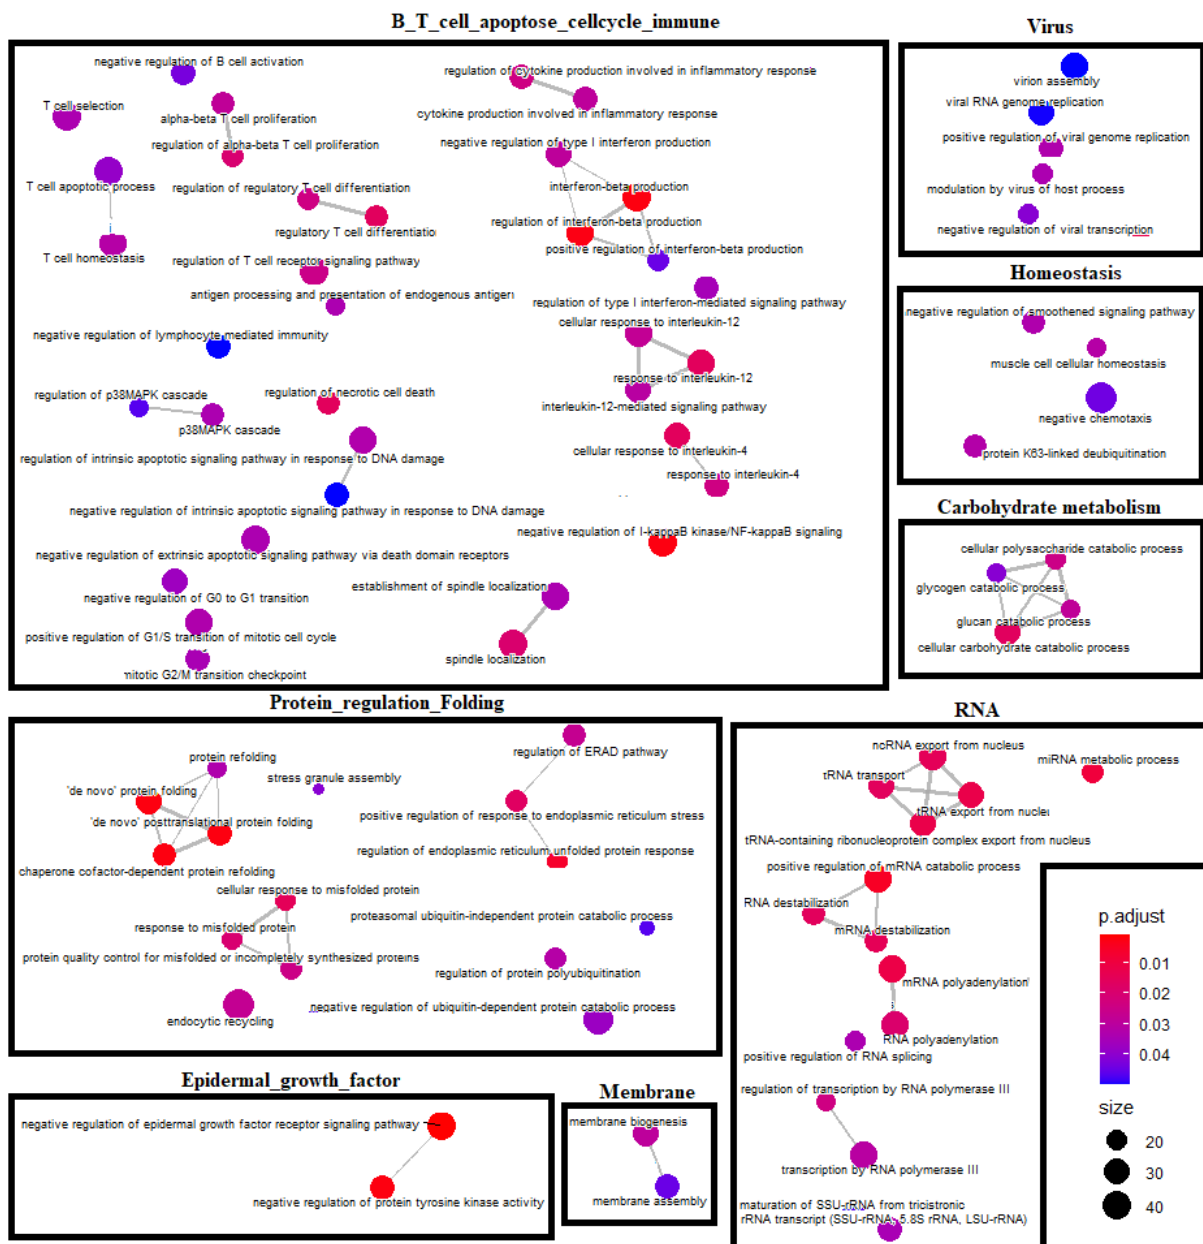 B_T_cell_apoptose_cellcycle_immune
negative regulation of B cell activation
T cell selection
alpha-beta T cell proliferation
regulation of alpha-beta T cell proliferation
T cell apoptotic process
regulation of regulatory T cell differentiation
regulatory T cell differentiatio
T cell homeostasis
regulation of T cell receptor signaling pathway
antigen processing and presentation of endogenous antigen
negative regulation of lymphocyte mediated immunity
regulation of p38MAPK cascade
regulation of necrotic cell death
p38MAPK cascade
regulation of intrinsic apoptotic signaling pathway in response to DNA damage
negative regulation of intrinsic apoptotic signaling pathway in response to DNA damage
negative regulation of extrinsic apoptotic signaling pathway via death domain receptors
negative regulation of G0 to G1 transition
positive regulation of G1/S transition of mitotic cell cycle
mitotic G2/M transition checkpoint
regulation of cytokine production involved in inflammatory response
cytokine production involved in inflammatory response
negative regulation of type I interferon production
interferon-beta production
regulation of interferon-beta production
positive regulation of interferon-beta production
regulation of type I interferon-mediated signaling pathway
cellular response to interleukin-12
response to interleukin-12
interleukin-12-mediated signaling pathway
cellular response to interleukin-4
response to interleukin-4
negative regulation of I-kappaB kinase/NF-kappaB signaling
establishment of spindle localization
spindle localization
Virus
virion assembly
viral RNA genome replication
positive regulation of viral genome replication
modulation by virus of host process
negative regulation of viral transcription
Homeostasis
negative regulation of smoothened signaling pathway
muscle cell cellular homeostasis
negative chemotaxis
protein K63-linked deubiquitination
Carbohydrate metabolism
cellular polysaccharide catabolic process
glycogen catabolic process
glucan catabolic process
cellular carbohydrate catabolic process
Protein_regulation_Folding
protein refolding
stress granule assembly
'de novo' protein folding
'de novo' posttranslational protein folding
chaperone cofactor-dependent protein refolding
cellular response to misfolded protein
response to misfolded protein
protein quality control for misfolded or incompletely synthesized proteins
endocytic recycling
regulation of ERAD pathway
positive regulation of response to endoplasmic reticulum stress
regulation of endoplasmic reticulum unfolded protein response
proteasomal ubiquitin-independent protein catabolic process
regulation of protein polyubiquitination
negative regulation of ubiquitin-dependent protein catabolic process
RNA
ncRNA export from nucleus
miRNA metabolic process
tRNA transport
tRNA export from nucle
tRNA-containing ribonucleoprotein complex export from nucleus
positive regulation of mRNA catabolic process
RNA destabilization
mRNA destabilization
mRNA polyadenylation
RNA polyadenylation
positive regulation of RNA splicing
regulation of transcription by RNA polymerase III
transcription by RNA polymerase III
maturation of SSU-rRNA from tricistronic
rRNA transcript (SSU-rRNA, 5.8S rRNA, LSU-rRNA)
p.adjust
0.01
0.02
0.03
0.04
size
20
30
40
Epidermal_growth_factor
negative regulation of epidermal growth factor receptor signaling pathway
negative regulation of protein tyrosine kinase activity
Membrane
membrane biogenesis
membrane assembly